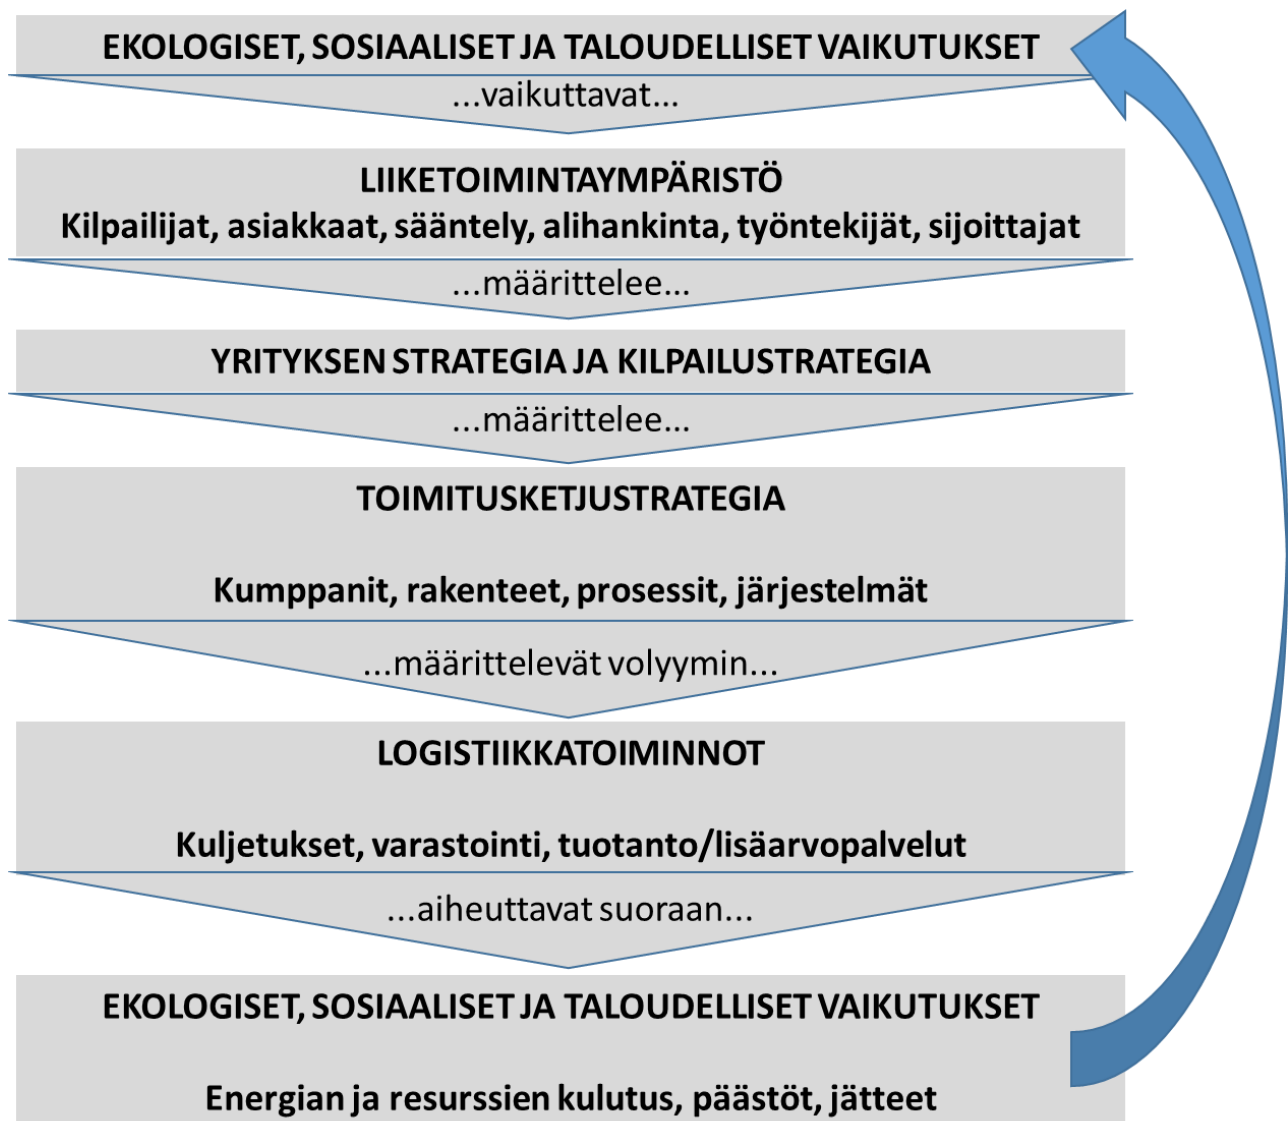 EKOLOGISET, SOSIAALISET JA TALOUDELLISET VAIKUTUKSET
...vaikuttavat...
LIIKETOIMINTAYMPÄRISTÖ
Kilpailijat, asiakkaat, sääntely, alihankinta, työntekijät, sijoittajat
...määrittelee...
YRITYKSEN STRATEGIA JA KILPAILUSTRATEGIA
...määrittelee...
TOIMITUSKETJUSTRATEGIA
Kumppanit, rakenteet, prosessit, järjestelmät
...määrittelevät volyymin...
LOGISTIIKKATOIMINNOT
Kuljetukset, varastointi, tuotanto/lisäarvopalvelut
...aiheuttavat suoraan...
EKOLOGISET, SOSIAALISET JA TALOUDELLISET VAIKUTUKSET
Energian ja resurssien kulutus, päästöt, jätteet